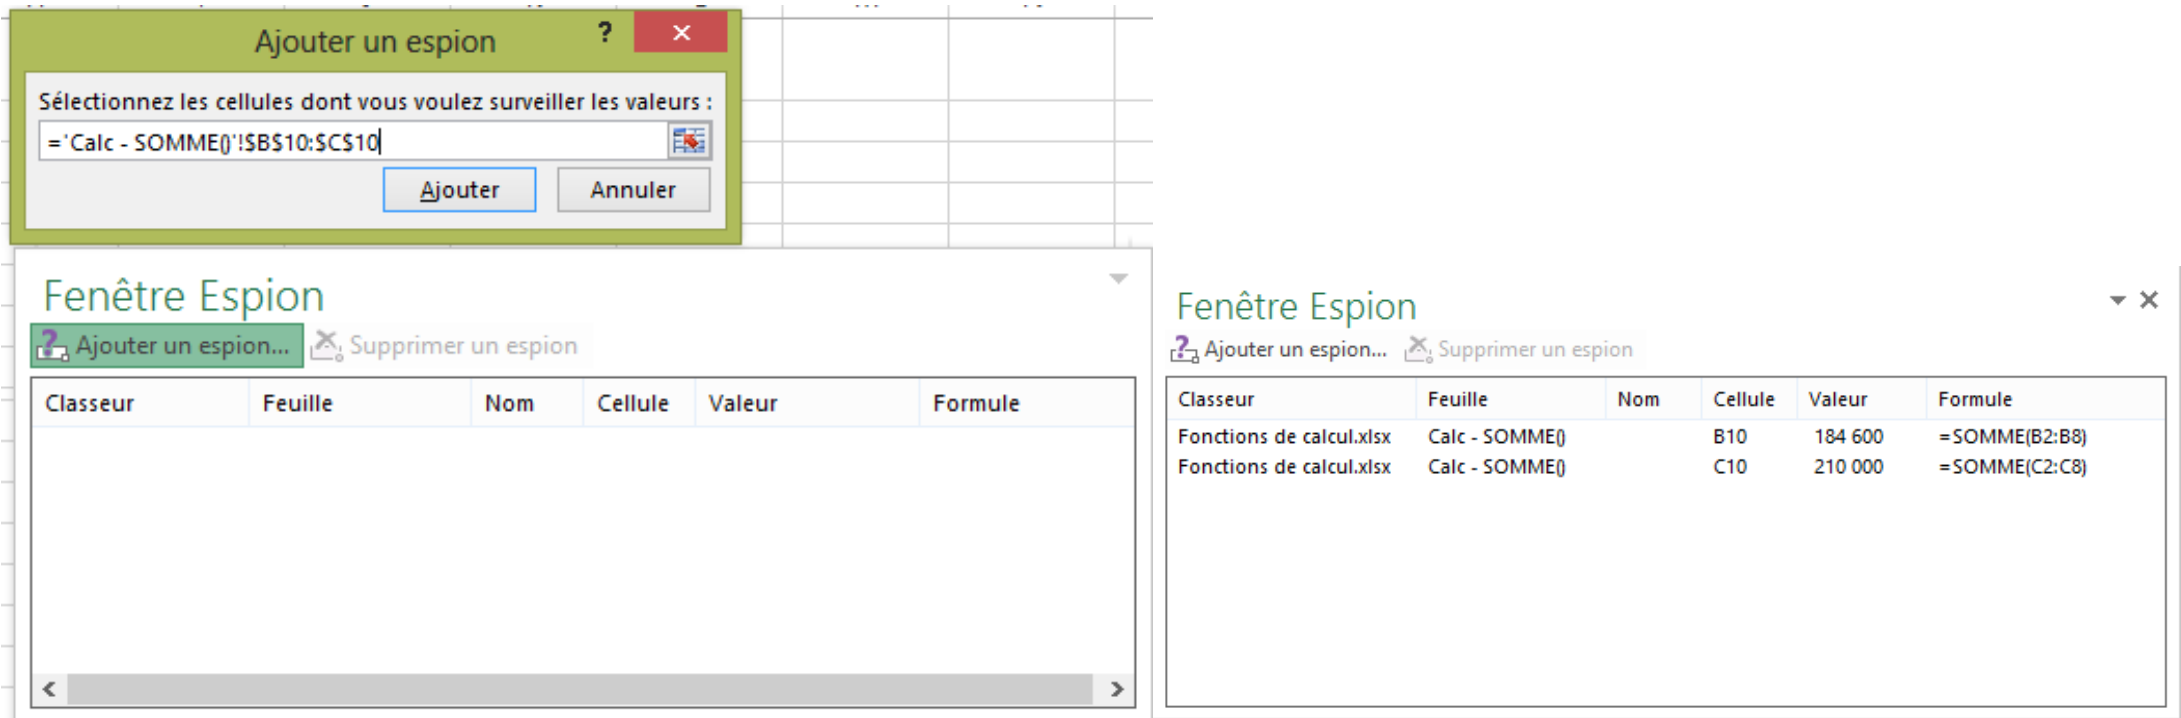 Ajouter un espion ? ×
Sélectionnez les cellules dont vous voulez surveiller les valeurs :
='Calc - SOMME()'!$B$10:$C$10
Ajouter Annuler
Fenêtre Espion
Ajouter un espion... Supprimer un espion
Classeur Feuille Nom Cellule Valeur Formule
Fenêtre Espion
Ajouter un espion... Supprimer un espion
Classeur Feuille Nom Cellule Valeur Formule
Fonctions de calcul.xlsx Calc - SOMME() B10 184 600 =SOMME(B2:B8)
Fonctions de calcul.xlsx Calc - SOMME() C10 210 000 =SOMME(C2:C8)